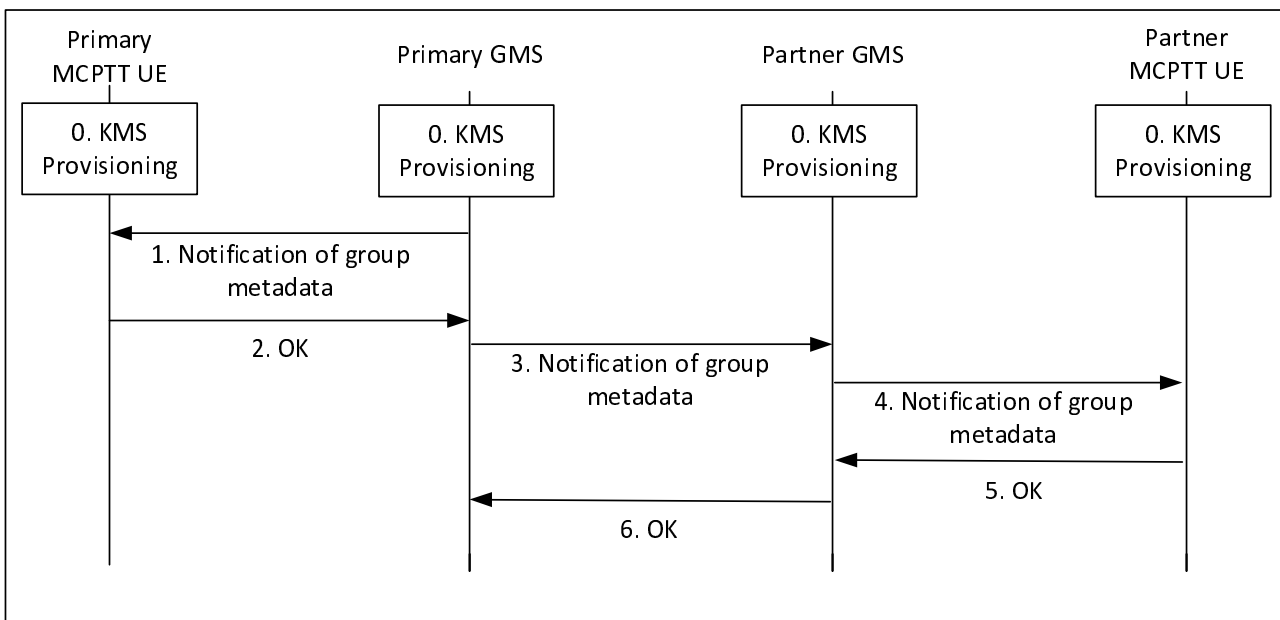 Primary
MCPTT UE
Primary GMS
Partner GMS
Partner
MCPTT UE
0. KMS
Provisioning
0. KMS
Provisioning
0. KMS
Provisioning
0. KMS
Provisioning
1. Notification of group
metadata
2. OK
3. Notification of group
metadata
4. Notification of group
metadata
5. OK
6. OK